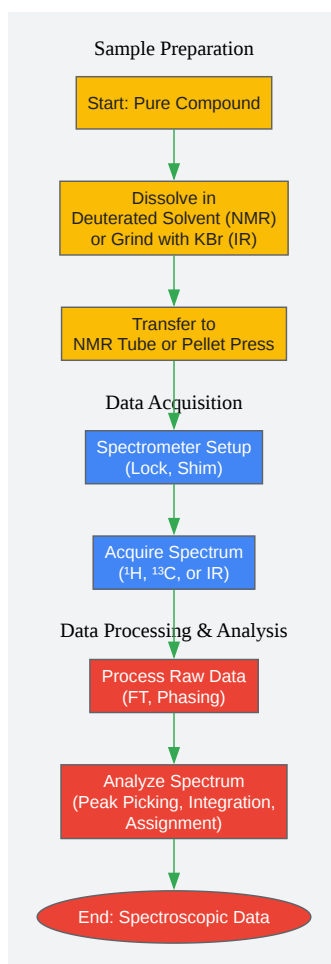 Sample Preparation
Start: Pure Compound
Dissolve in
Deuterated Solvent (NMR)
or Grind with KBr (IR)
Transfer to
NMR Tube or Pellet Press
Data Acquisition
Spectrometer Setup
(Lock, Shim)
Acquire Spectrum
(¹H, ¹³C, or IR)
Data Processing & Analysis
Process Raw Data
(FT, Phasing)
Analyze Spectrum
(Peak Picking, Integration,
Assignment)
End: Spectroscopic Data